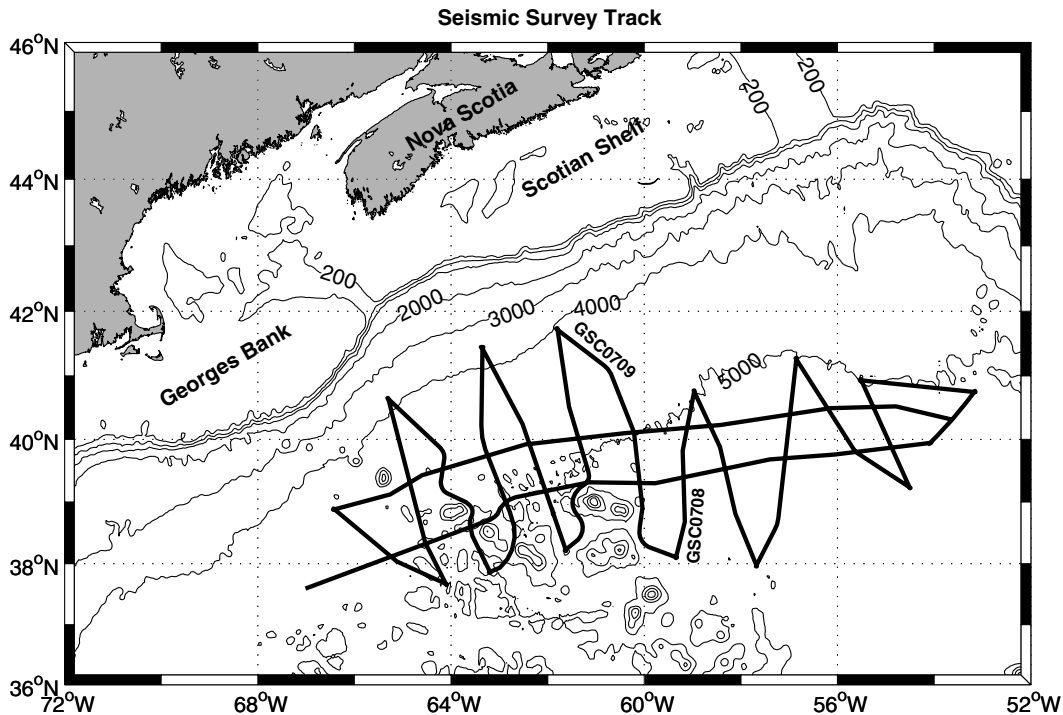 Seismic Survey Track
46°N
44°N
42°N
40°N
38°N
36°N
72°W
68°W
64°W
60°W
56°W
52°W
Nova Scotia
Scotian Shelf
Georges Bank
200
200
200
2000
3000
4000
5000
GSC0709
GSC0708